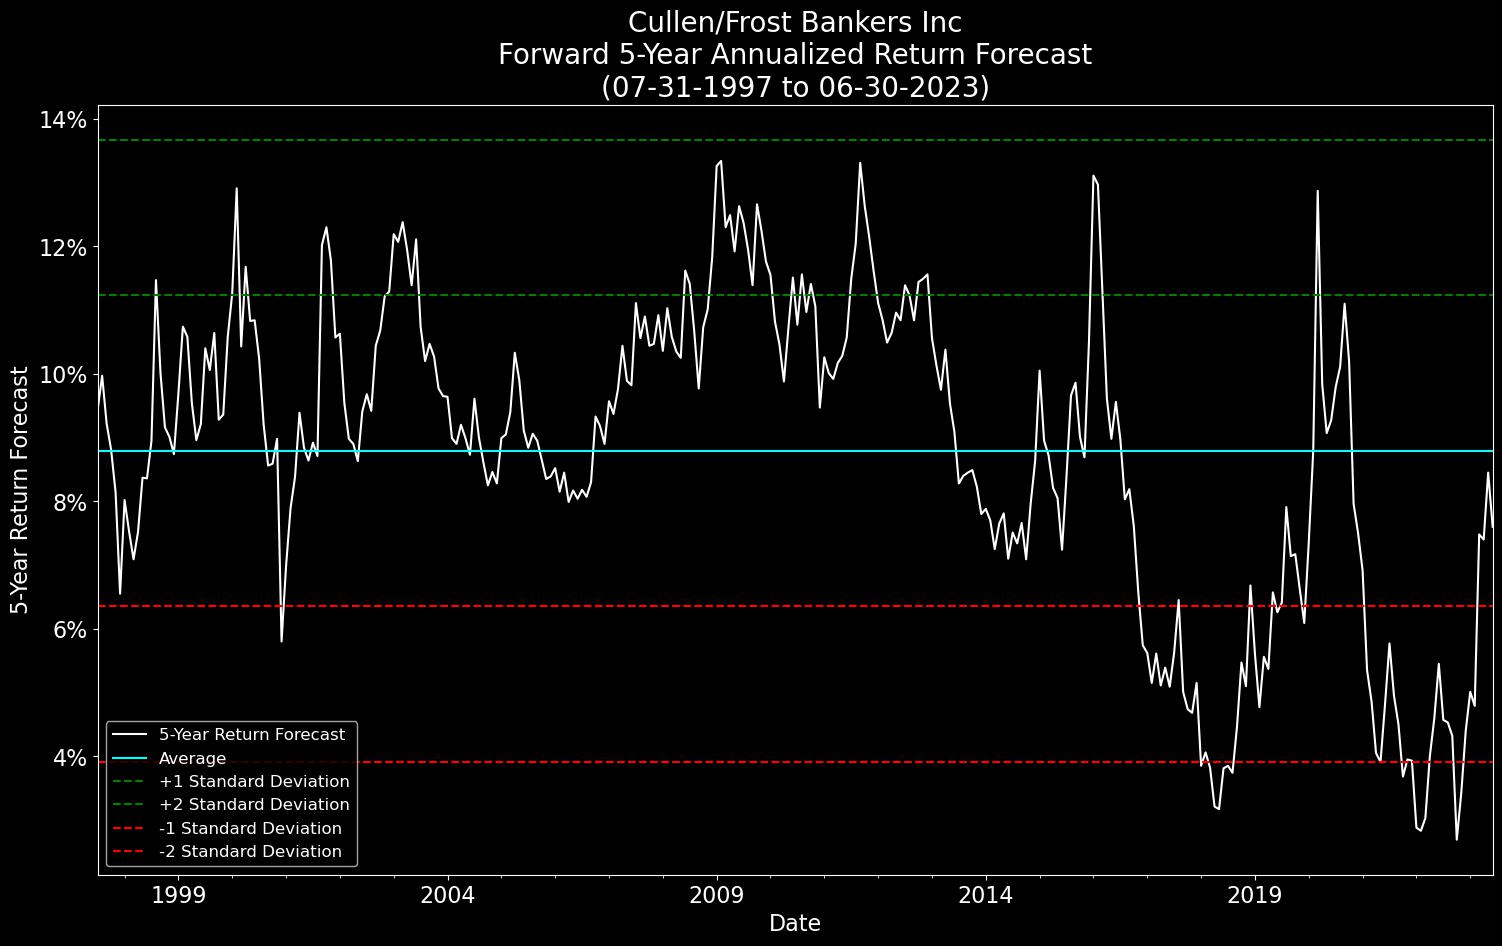 Cullen/Frost Bankers Inc
Forward 5-Year Annualized Return Forecast
(07-31-1997 to 06-30-2023)
14%
12%
10%
8%
6%
4%
5-Year Return Forecast
5-Year Return Forecast
Average
+1 Standard Deviation
+2 Standard Deviation
-1 Standard Deviation
-2 Standard Deviation
1999
2004
2009
2014
2019
Date